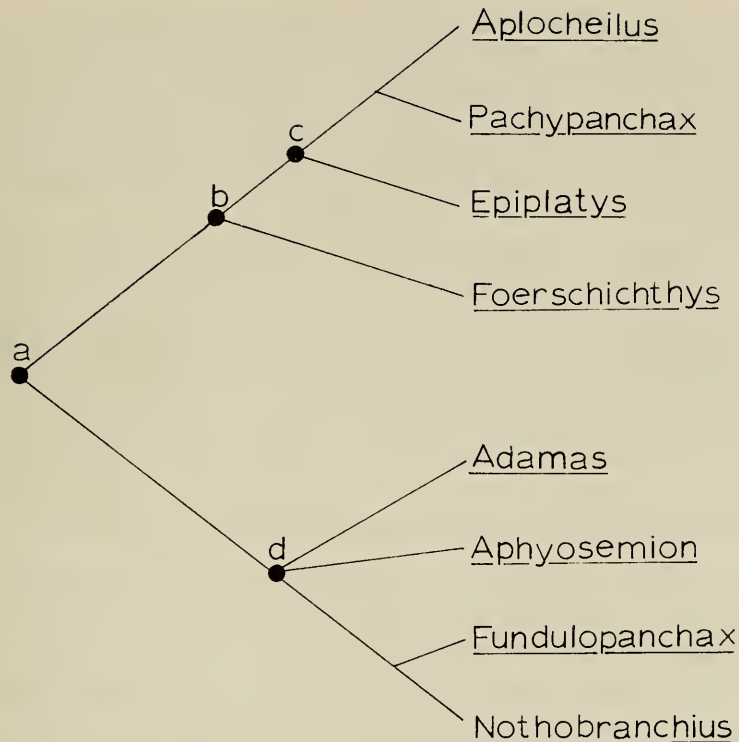 Aplocheilus
Pachypanchax
c
Epiplatys
b
Foerschichthys
a
Adamas
d
Aphyosemion
Fundulopanchax
Nothobranchius